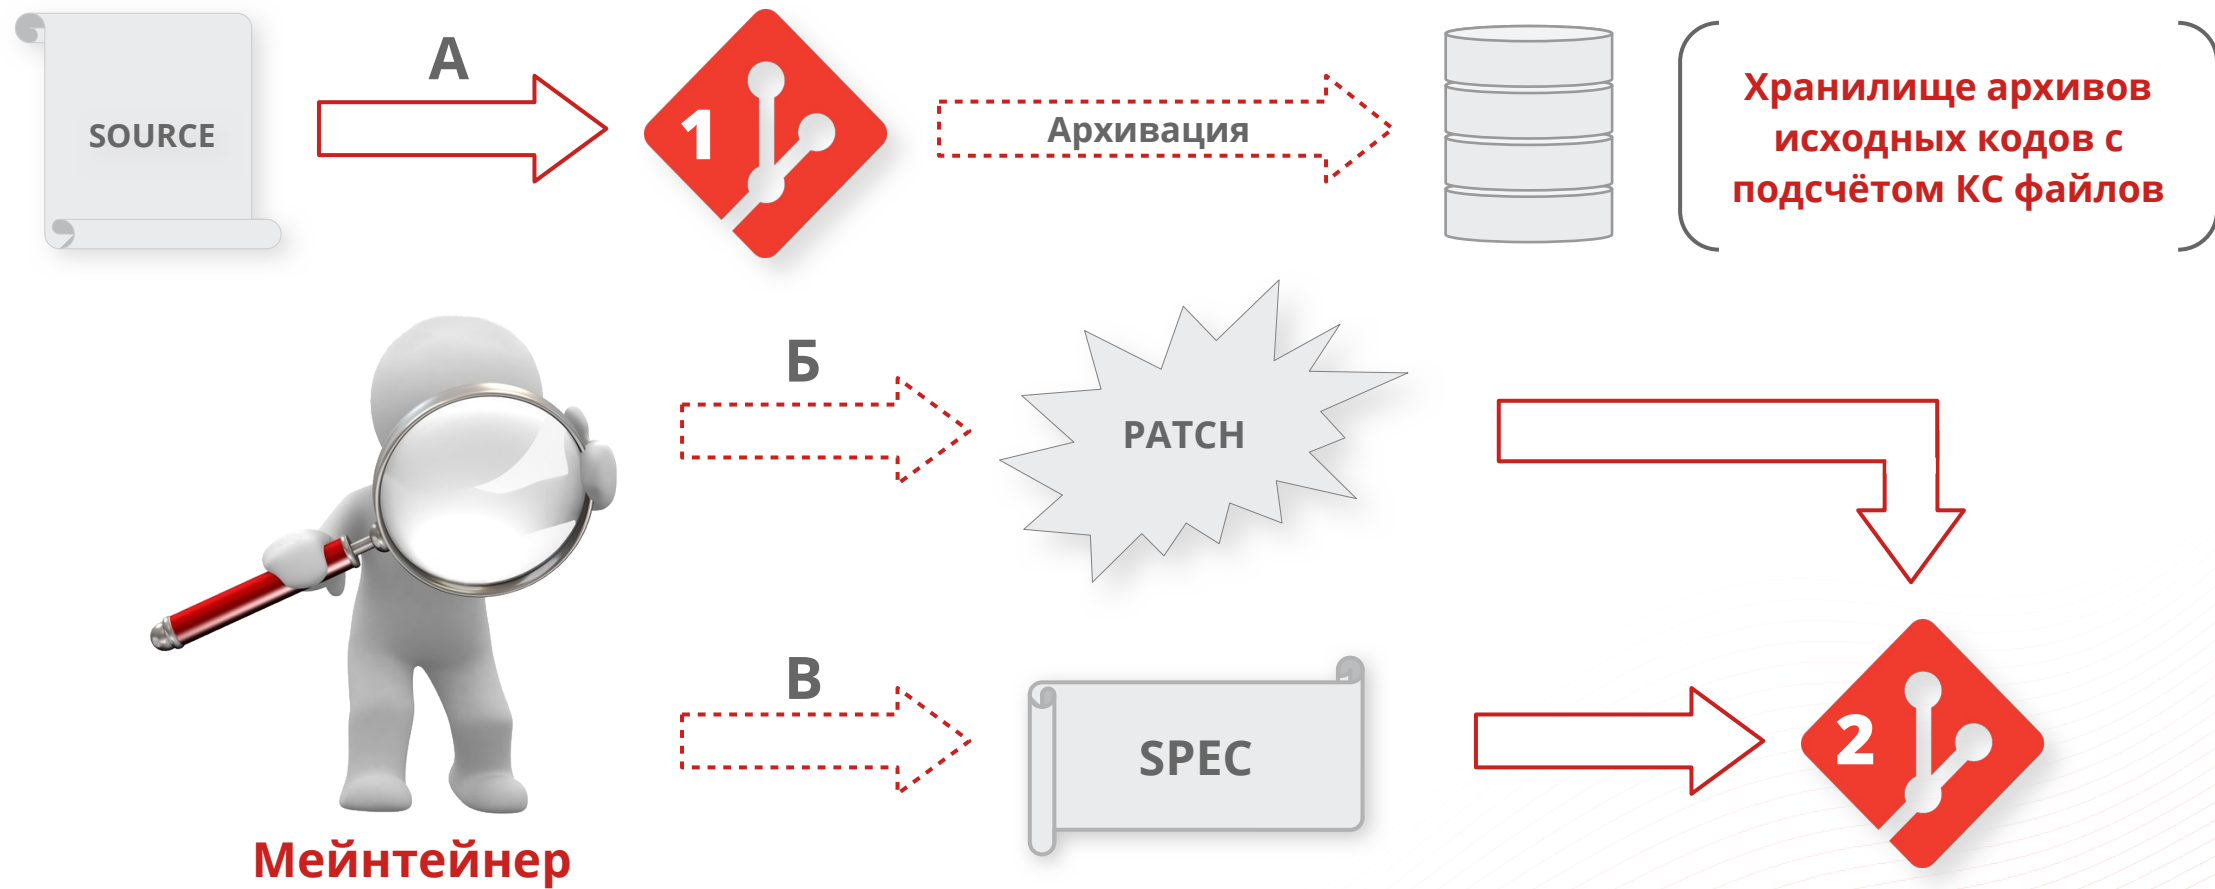 SOURCE
А
1
Архивация
Хранилище архивов
исходных кодов с
подсчётом КС файлов
Б
PATCH
В
SPEC
2
Мейнтейнер